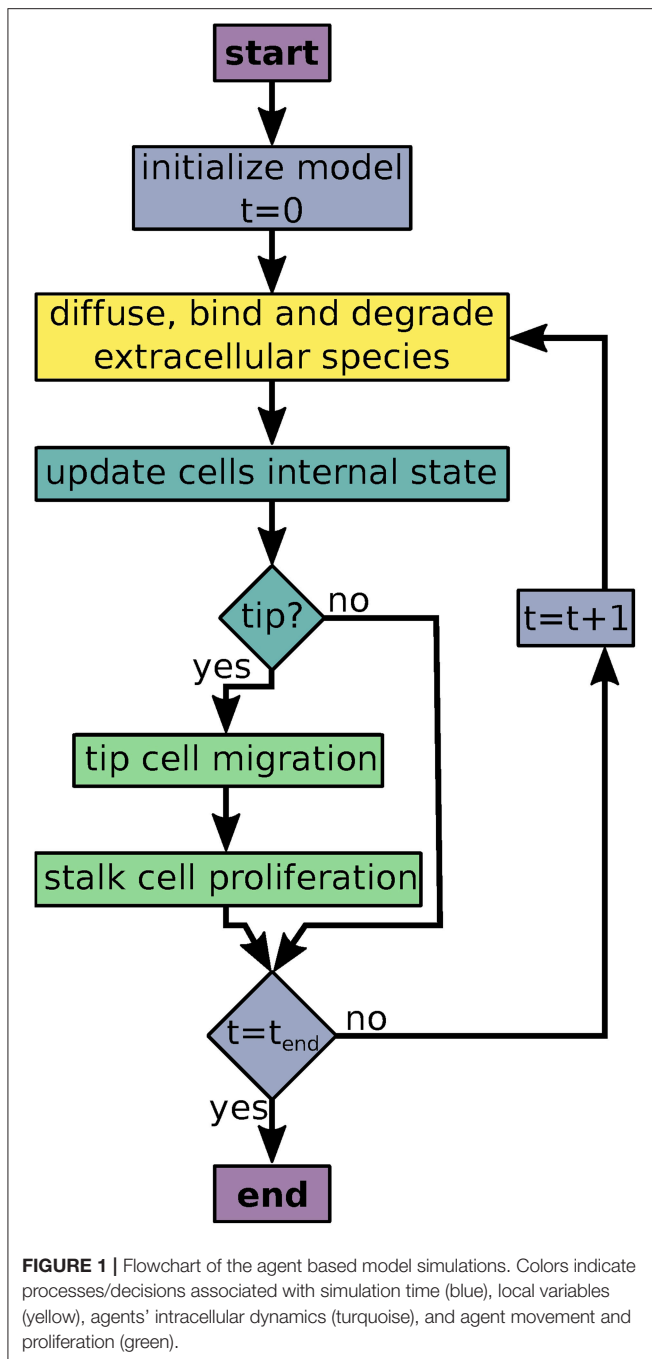 start
initialize model
t=0
diffuse, bind and degrade
extracellular species
update cells internal state
tip?
no
yes
t=t+1
tip cell migration
stalk cell proliferation
t=tend
no
yes
end
FIGURE 1 | Flowchart of the agent based model simulations. Colors indicate
processes/decisions associated with simulation time (blue), local variables
(yellow), agents’ intracellular dynamics (turquoise), and agent movement and
proliferation (green).